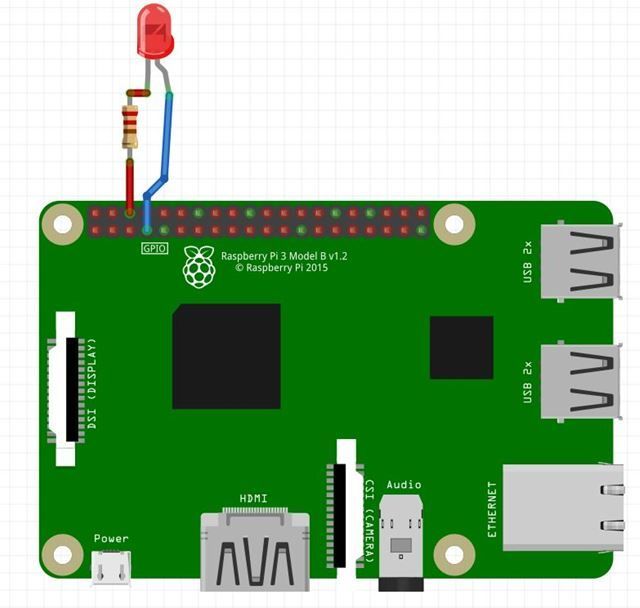 GPIO
Raspberry Pi 3 Model B v1.2
© Raspberry Pi 2015
USB 2x
DSI (DISPLAY)
USB 2x
CSI (CAMERA)
Audio
ETHERNET
HDMI
Power